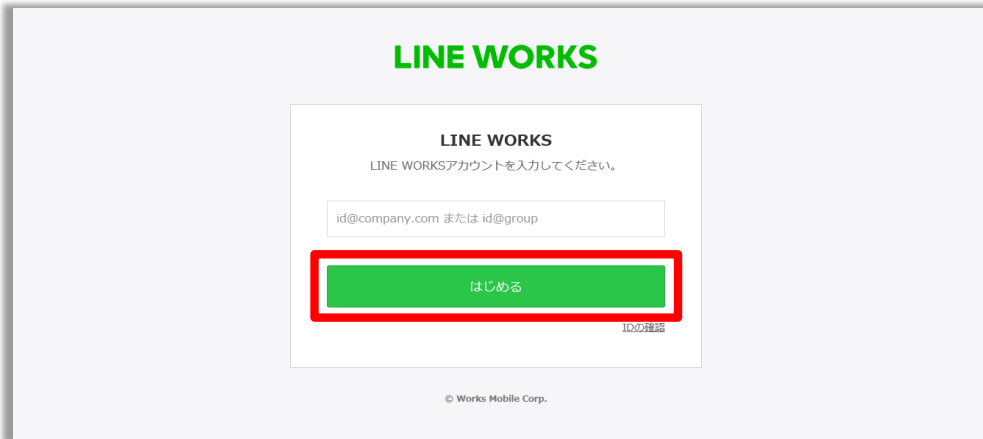 LINE WORKS
LINE WORKS
LINE WORKSアカウントを入力してください。
id@company.com または id@group
はじめる
IDの確認
© Works Mobile Corp.